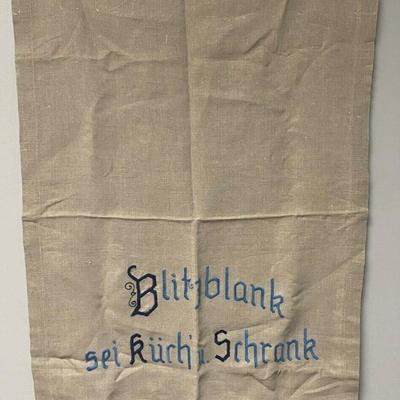 Blitzblank
sei Küch' u. Schrank